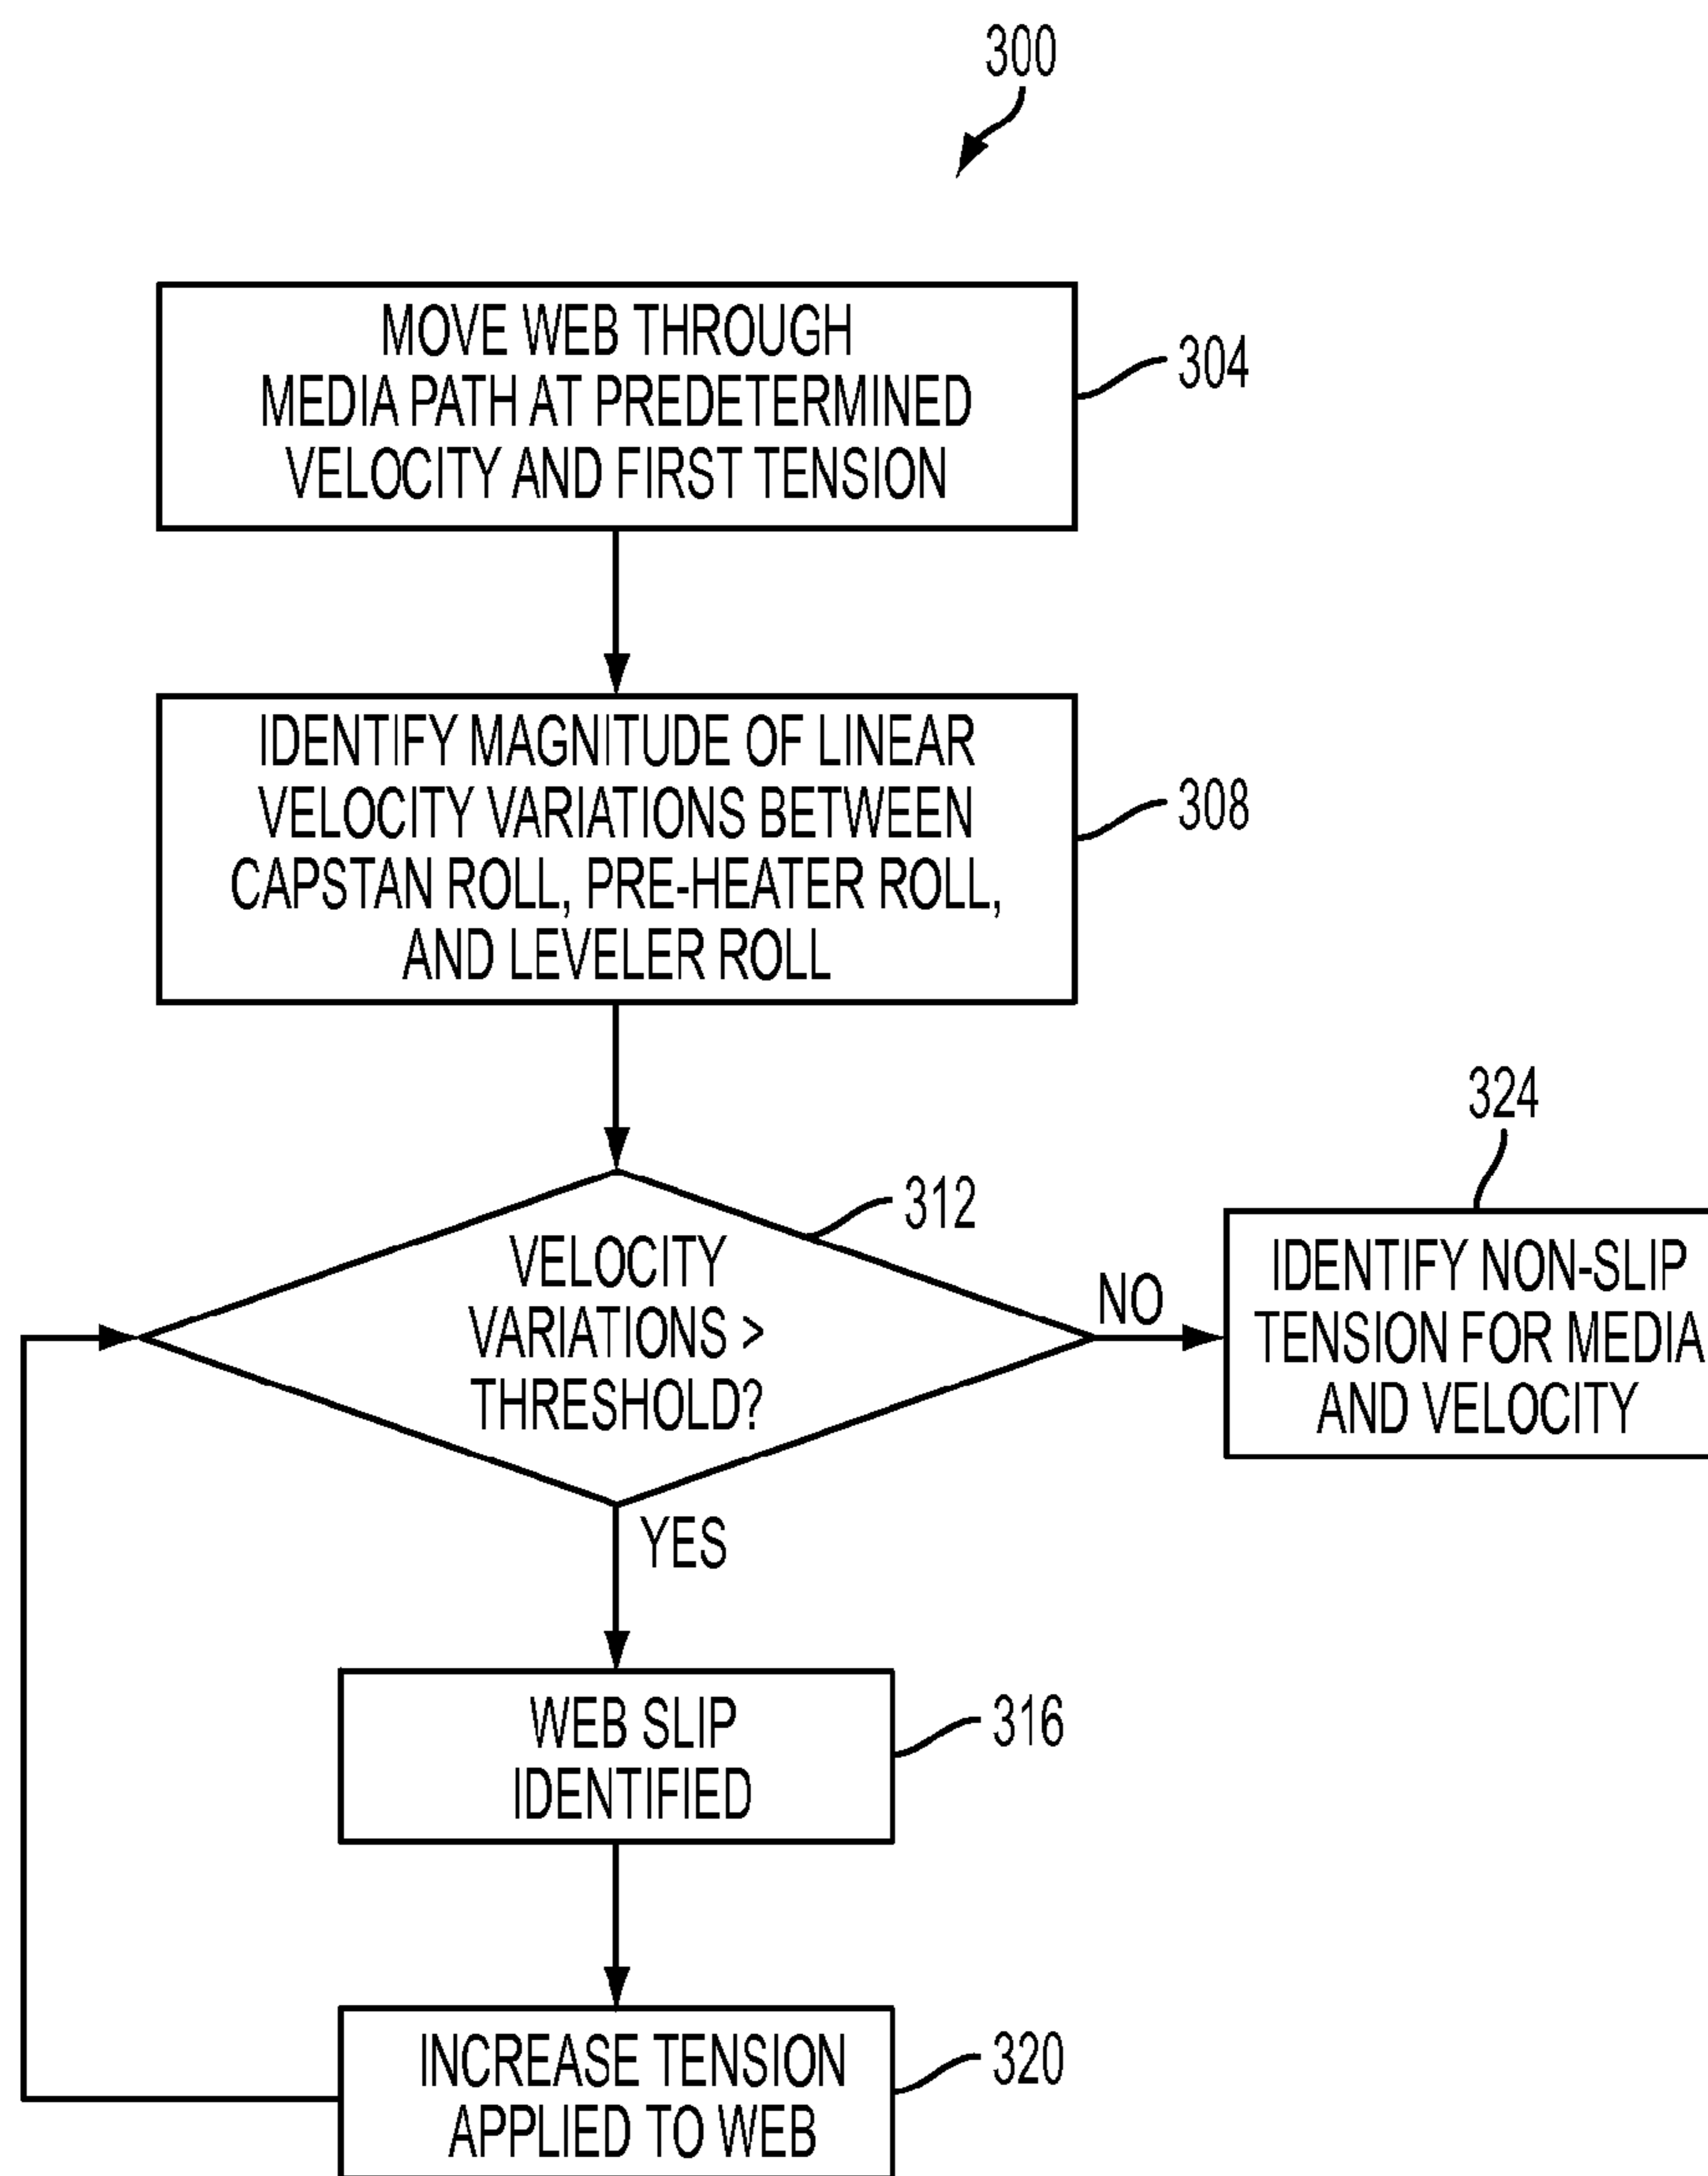 300
MOVE WEB THROUGH
MEDIA PATH AT PREDETERMINED
VELOCITY AND FIRST TENSION
304
IDENTIFY MAGNITUDE OF LINEAR
VELOCITY VARIATIONS BETWEEN
CAPSTAN ROLL, PRE-HEATER ROLL,
AND LEVELER ROLL
308
VELOCITY
VARIATIONS >
THRESHOLD?
312
NO
324
IDENTIFY NON-SLIP
TENSION FOR MEDIA
AND VELOCITY
YES
WEB SLIP
IDENTIFIED
316
INCREASE TENSION
APPLIED TO WEB
320